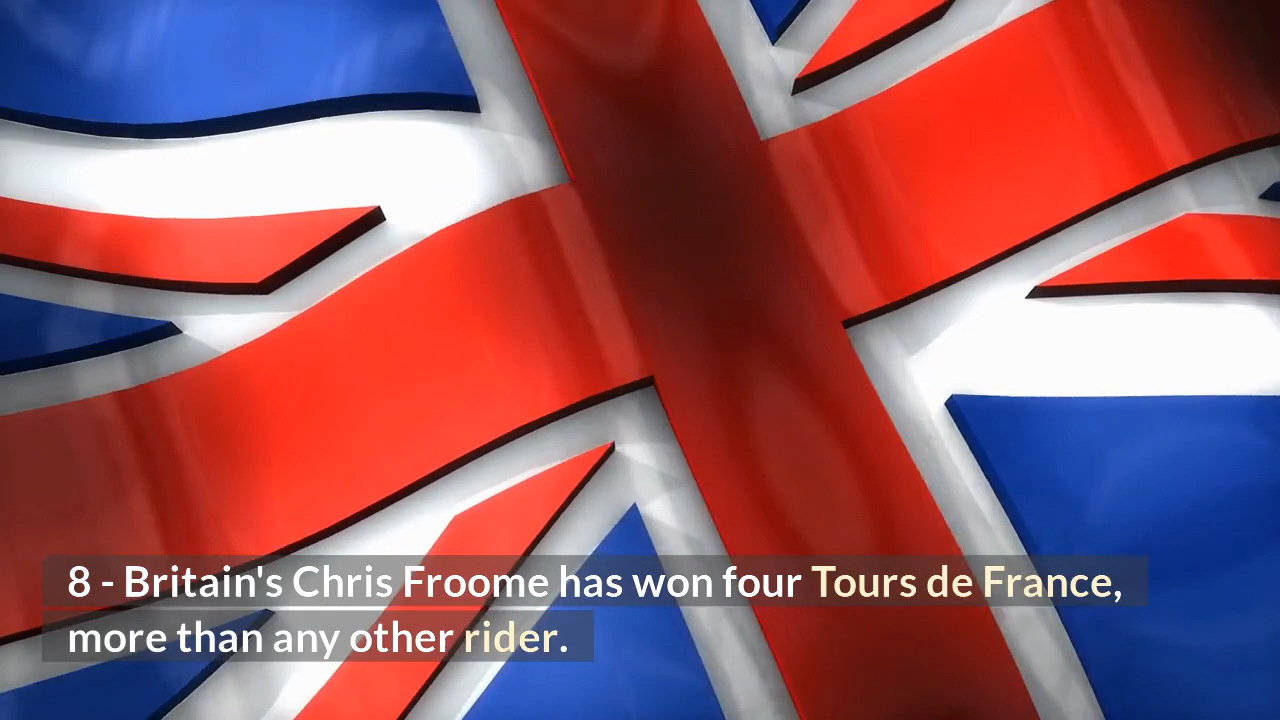 8 - Britain's Chris Froome has won four Tours de France,
more than any other rider.